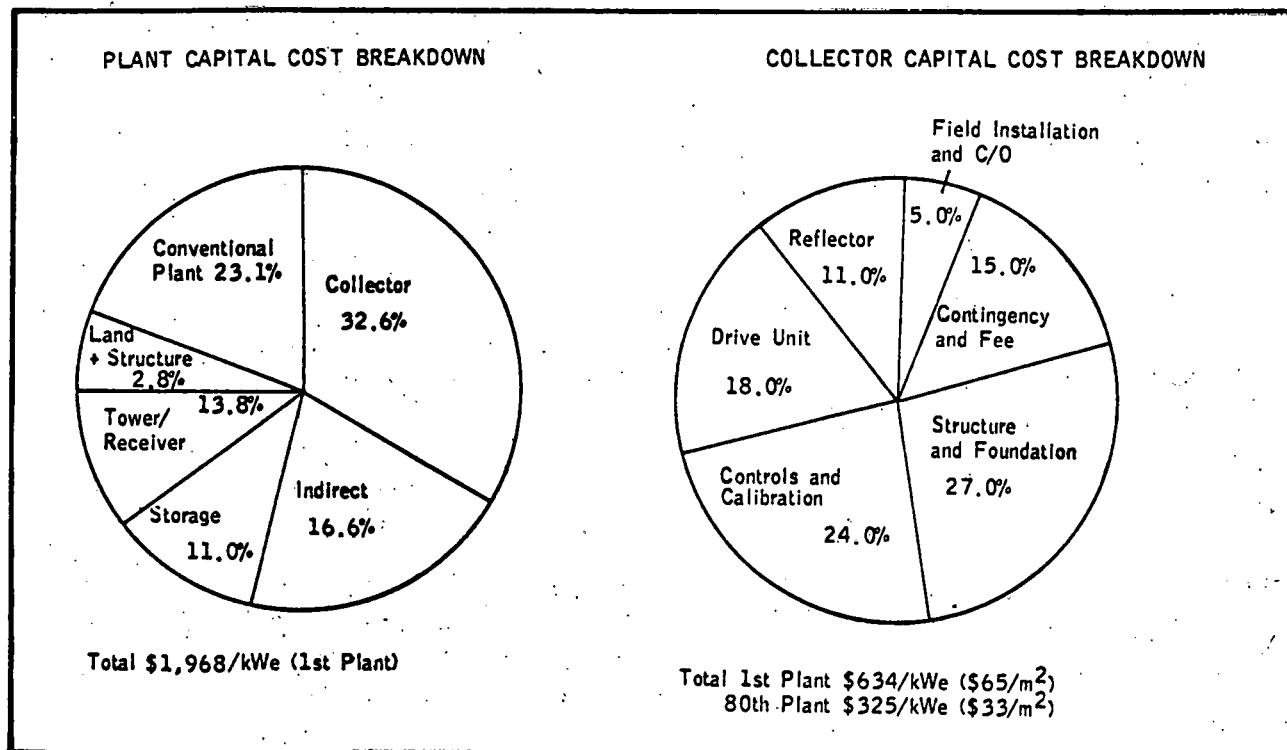 PLANT CAPITAL COST BREAKDOWN
Conventional
Plant 23.1%
Collector
32.6%
Land
+ Structure
2.8%
13.8%
Tower/
Receiver
Storage
11.0%
Indirect
16.6%
Total $1,968/kWe (1st Plant)
COLLECTOR CAPITAL COST BREAKDOWN
Field Installation
and C/O
5.0%
Reflector
11.0%
15.0%
Contingency
and Fee
Drive Unit
18.0%
Structure
and Foundation
27.0%
Controls and
Calibration
24.0%
Total 1st Plant $634/kWe ($65/m²)
80th Plant $325/kWe ($33/m²)